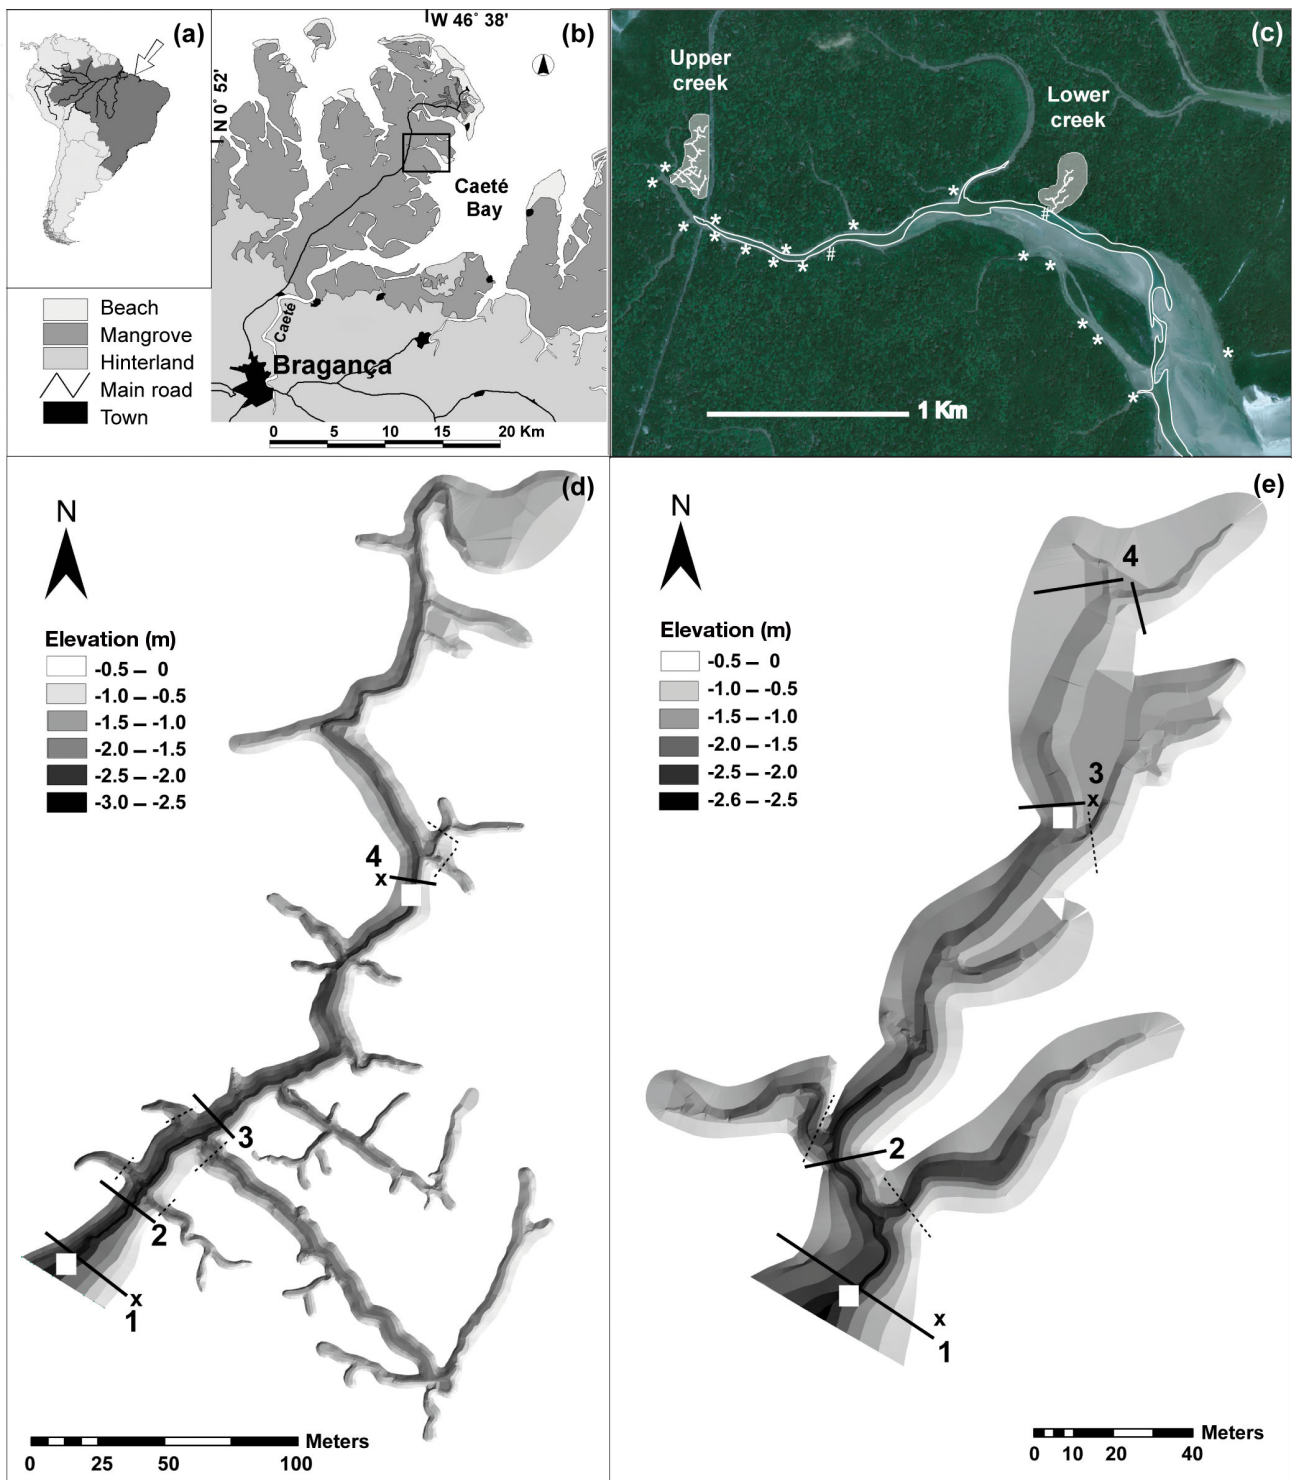 (a)
W 46° 38'
(b)
N 0° 52'
Caeté
Bay
Caeté
Bragança
0 5 10 15 20 Km
Beach
Mangrove
Hinterland
Main road
Town
(c)
Upper
creek
Lower
creek
* * * * * * * * * * * * * * * * * *
# #
1 Km
(d)
N
Elevation (m)
-0.5 – 0
-1.0 – -0.5
-1.5 – -1.0
-2.0 – -1.5
-2.5 – -2.0
-3.0 – -2.5
4
x
3
2
x
1
0 25 50 100 Meters
(e)
N
Elevation (m)
-0.5 – 0
-1.0 – -0.5
-1.5 – -1.0
-2.0 – -1.5
-2.5 – -2.0
-2.6 – -2.5
4
3
x
2
x
1
0 10 20 40 Meters